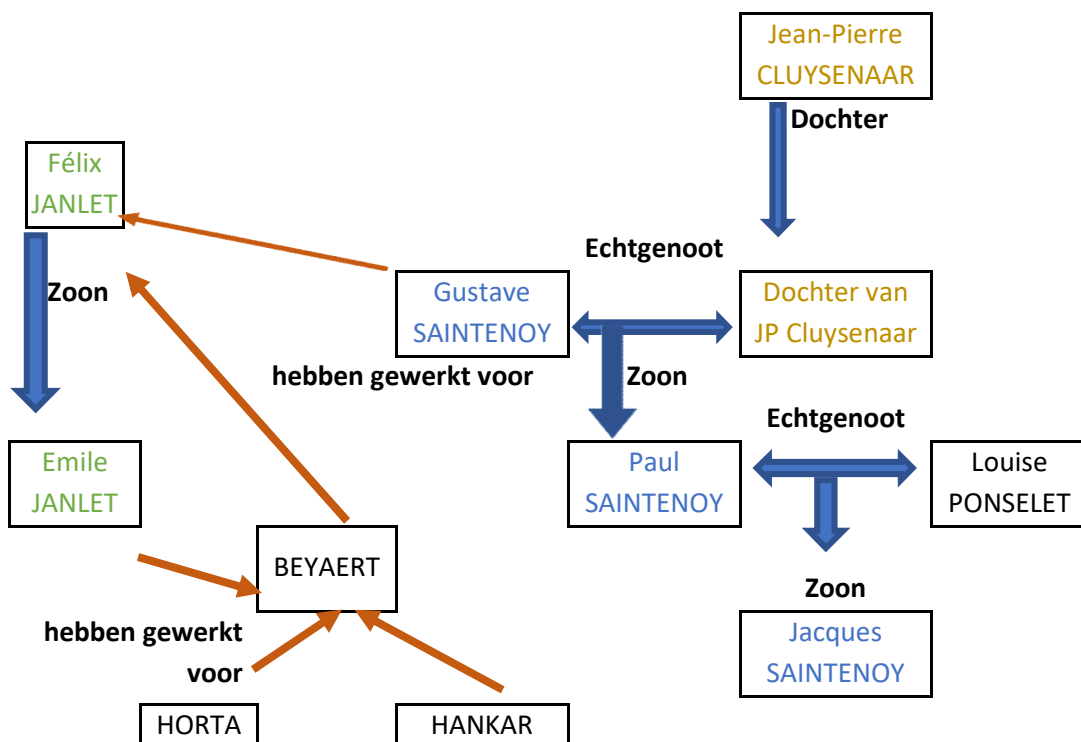 Jean-Pierre
CLUYSENAAR
Dochter
Félix
JANLET
Zoon
Echtgenoot
Gustave
SAINTENOY
Dochter van
JP Cluysenaar
hebben gewerkt voor
Zoon
Echtgenoot
Emile
JANLET
Paul
SAINTENOY
Louise
PONSELET
BEYAERT
Zoon
hebben gewerkt
voor
Jacques
SAINTENOY
HORTA
HANKAR